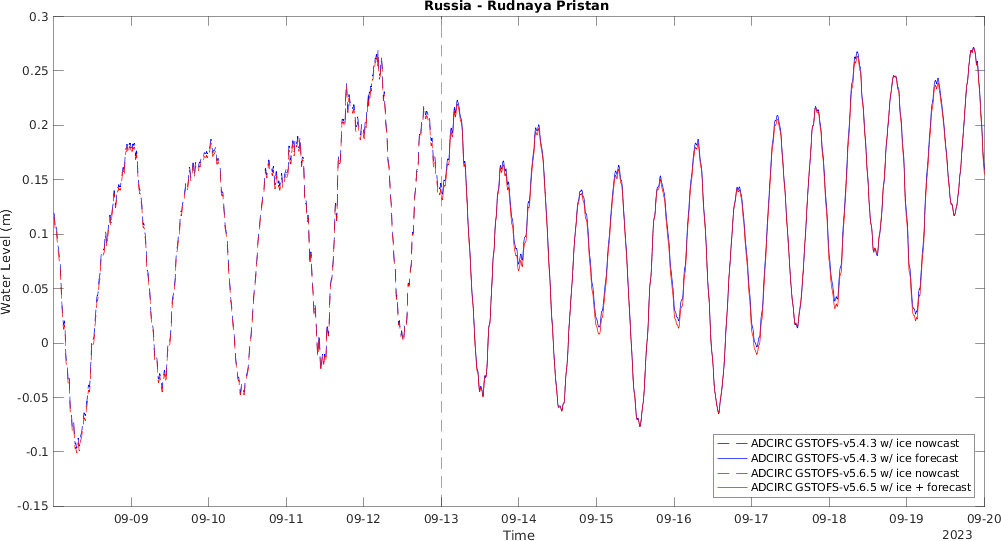 Russia - Rudnaya Pristan
0.3
0.25
0.2
0.15
0.1
0.05
0
-0.05
-0.1
-0.15
Water Level (m)
ADCIRC GSTOFS-v5.4.3 w/ ice nowcast
ADCIRC GSTOFS-v5.4.3 w/ ice forecast
ADCIRC GSTOFS-v5.6.5 w/ ice nowcast
ADCIRC GSTOFS-v5.6.5 w/ ice + forecast
09-09 09-10 09-11 09-12 09-13 09-14 09-15 09-16 09-17 09-18 09-19 09-20
Time
2023